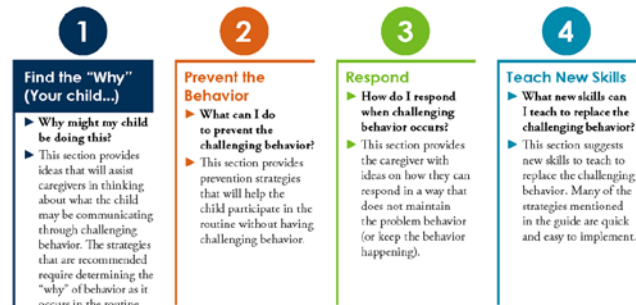 1
Find the “Why”
(Your child...)
► Why might my child
be doing this?
► This section provides
ideas that will assist
caregivers in thinking
about what the child
may be communicating
through challenging
behavior. The strategies
that are recommended
require determining the
“why” of behavior as it
occurs in the routine
2
Prevent the
Behavior
► What can I do
to prevent the
challenging behavior?
► This section provides
prevention strategies
that will help the
child participate in the
routine without having
challenging behavior.
3
Respond
► How do I respond
when challenging
behavior occurs?
► This section provides
the caregiver with
ideas on how they can
respond in a way that
does not maintain
the problem behavior
(or keep the behavior
happening).
4
Teach New Skills
► What new skills can
I teach to replace the
challenging behavior?
► This section suggests
new skills to teach to
replace the challenging
behavior. Many of the
strategies mentioned
in the guide are quick
and easy to implement.